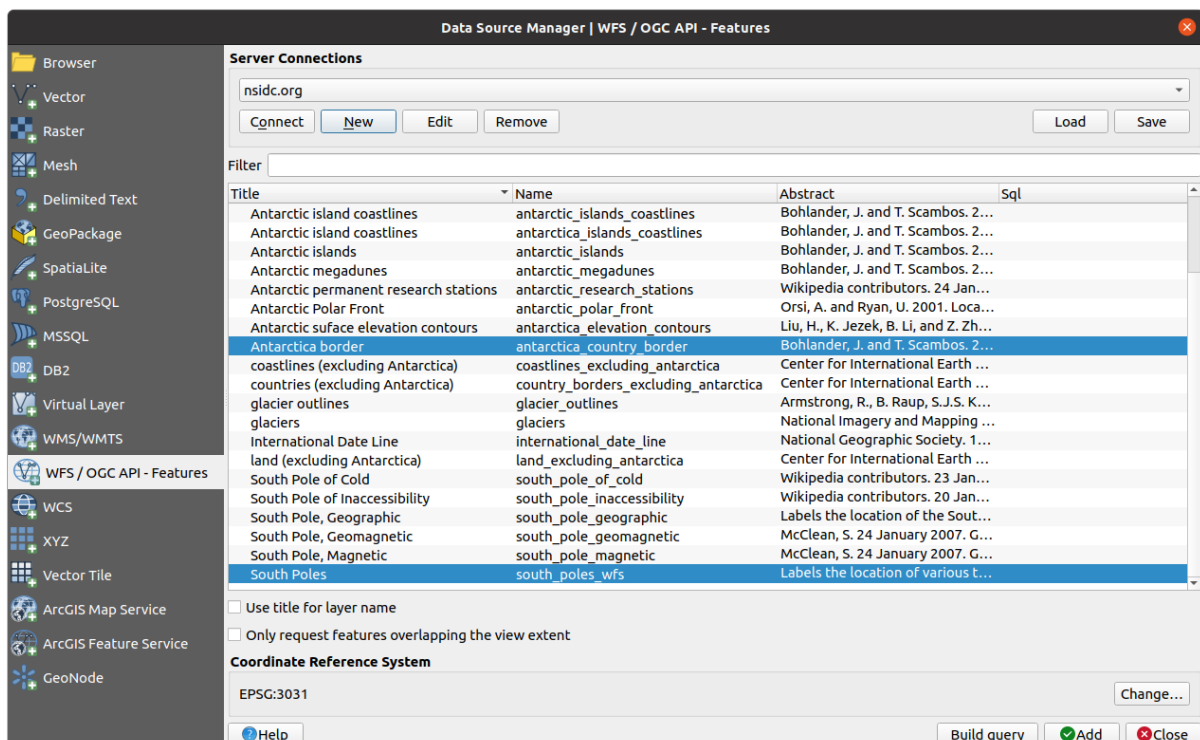 Data Source Manager | WFS / OGC API - Features
Browser
Vector
Raster
Mesh
Delimited Text
GeoPackage
SpatiaLite
PostgreSQL
MSSQL
DB2
DB2
Virtual Layer
WMS/WMTS
WFS / OGC API - Features
WCS
XYZ
Vector Tile
ArcGIS Map Service
ArcGIS Feature Service
GeoNode
Server Connections
nsidc.org
Connect New Edit Remove Load Save
Filter
Title Name Abstract Sql
Antarctic island coastlines antarctic_islands_coastlines Bohlander, J. and T. Scambos. 2…
Antarctic island coastlines antarctica_islands_coastlines Bohlander, J. and T. Scambos. 2…
Antarctic islands antarctic_islands Bohlander, J. and T. Scambos. 2…
Antarctic megadunes antarctic_megadunes Bohlander, J. and T. Scambos. 2…
Antarctic permanent research stations antarctic_research_stations Wikipedia contributors. 24 Jan…
Antarctic Polar Front antarctic_polar_front Orsi, A. and Ryan, U. 2001. Loca…
Antarctic suface elevation contours antarctica_elevation_contours Liu, H., K. Jezek, B. Li, and Z. Zh…
Antarctica border antarctica_country_border Bohlander, J. and T. Scambos. 2…
coastlines (excluding Antarctica) coastlines_excluding_antarctica Center for International Earth …
countries (excluding Antarctica) country_borders_excluding_antarctica Center for International Earth …
glacier outlines glacier_outlines Armstrong, R., B. Raup, S.J.S. K…
glaciers glaciers National Imagery and Mapping …
International Date Line international_date_line National Geographic Society. 1…
land (excluding Antarctica) land_excluding_antarctica Center for International Earth …
South Pole of Cold south_pole_of_cold Wikipedia contributors. 23 Jan…
South Pole of Inaccessibility south_pole_inaccessibility Wikipedia contributors. 20 Jan…
South Pole, Geographic south_pole_geographic Labels the location of the Sout…
South Pole, Geomagnetic south_pole_geomagnetic McClean, S. 24 January 2007. G…
South Pole, Magnetic south_pole_magnetic McClean, S. 24 January 2007. G…
South Poles south_poles_wfs Labels the location of various t…
Use title for layer name
Only request features overlapping the view extent
Coordinate Reference System
EPSG:3031 Change…
Help Build query Add Close